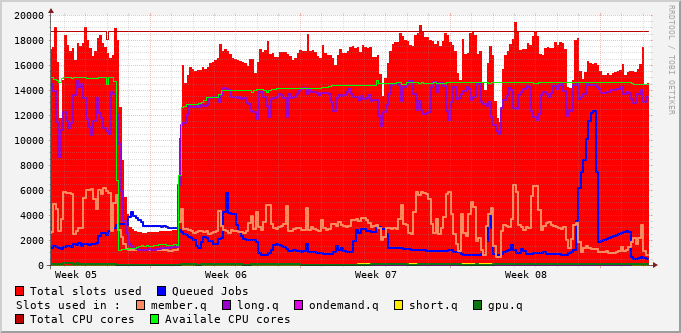 20000
18000
16000
14000
12000
10000
8000
6000
4000
2000
0
Week 05 Week 06 Week 07 Week 08
RRDTOOL / TOBI OETIKER
Total slots used Queued Jobs
Slots used in : member.q long.q ondemand.q short.q gpu.q
Total CPU cores Availale CPU cores